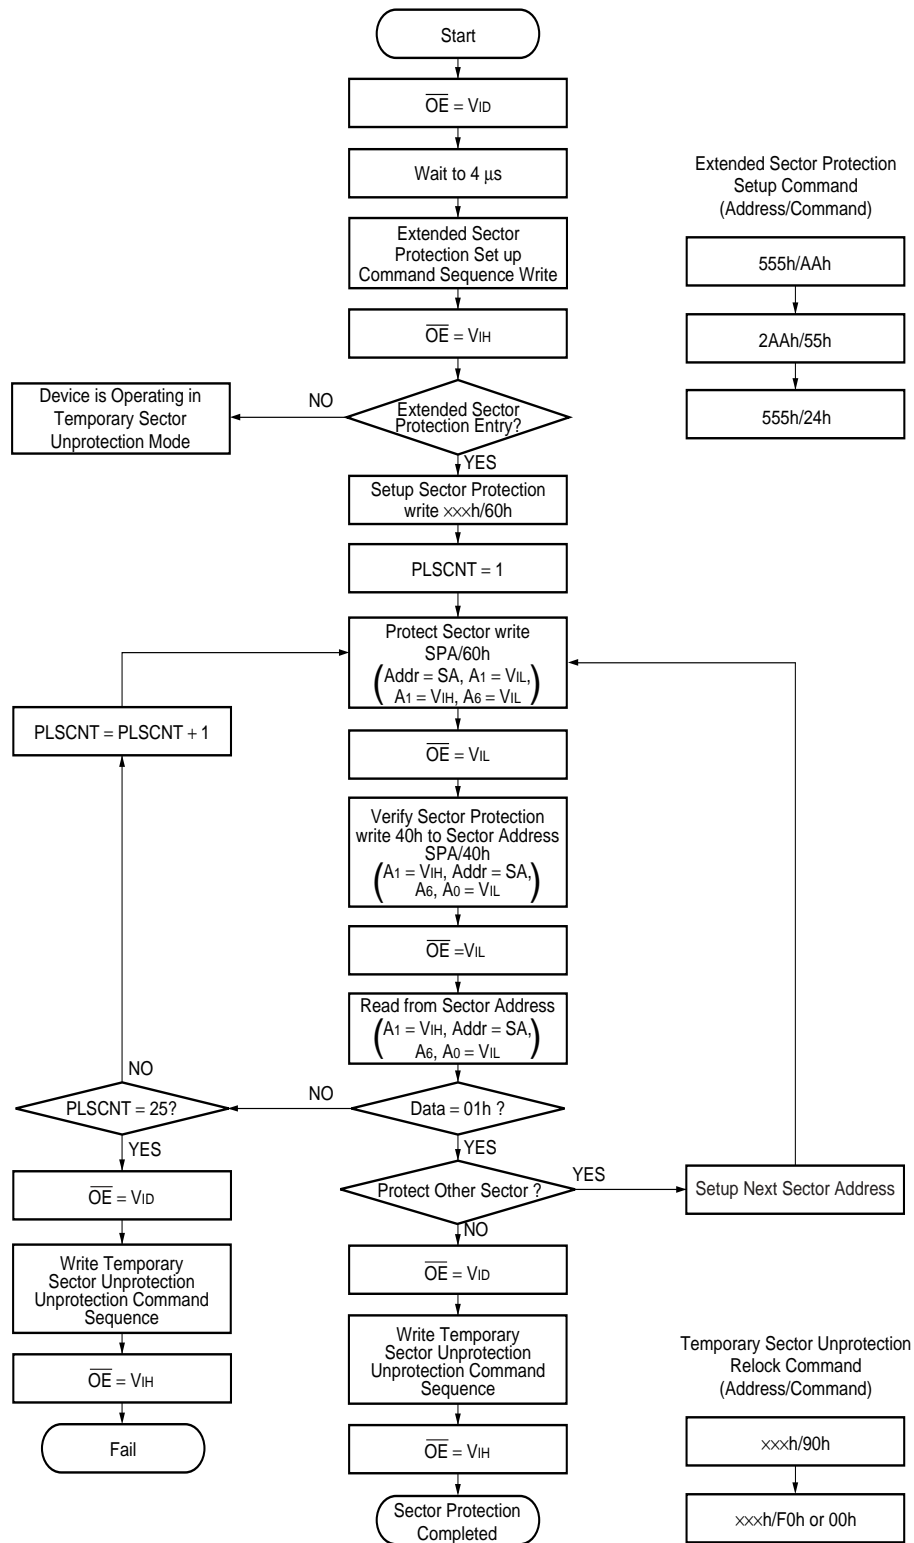 Start
OE = VID
Wait to 4 μs
Extended Sector
Protection Set up
Command Sequence Write
OE = VIH
Extended Sector
Protection Entry?
NO
Device is Operating in
Temporary Sector
Unprotection Mode
YES
Setup Sector Protection
write ×××h/60h
PLSCNT = 1
Protect Sector write
SPA/60h
(Addr = SA, A1 = VIL,
A1 = VIH, A6 = VIL)
PLSCNT = PLSCNT + 1
OE = VIL
Verify Sector Protection
write 40h to Sector Address
SPA/40h
(A1 = VIH, Addr = SA,
A6, A0 = VIL)
OE =VIL
Read from Sector Address
(A1 = VIH, Addr = SA,
A6, A0 = VIL)
Data = 01h ?
NO
PLSCNT = 25?
NO
YES
OE = VID
Write Temporary
Sector Unprotection
Unprotection Command
Sequence
OE = VIH
Fail
YES
Protect Other Sector ?
YES
Setup Next Sector Address
NO
OE = VID
Write Temporary
Sector Unprotection
Unprotection Command
Sequence
OE = VIH
Sector Protection
Completed
Extended Sector Protection
Setup Command
(Address/Command)
555h/AAh
2AAh/55h
555h/24h
Temporary Sector Unprotection
Relock Command
(Address/Command)
×××h/90h
×××h/F0h or 00h